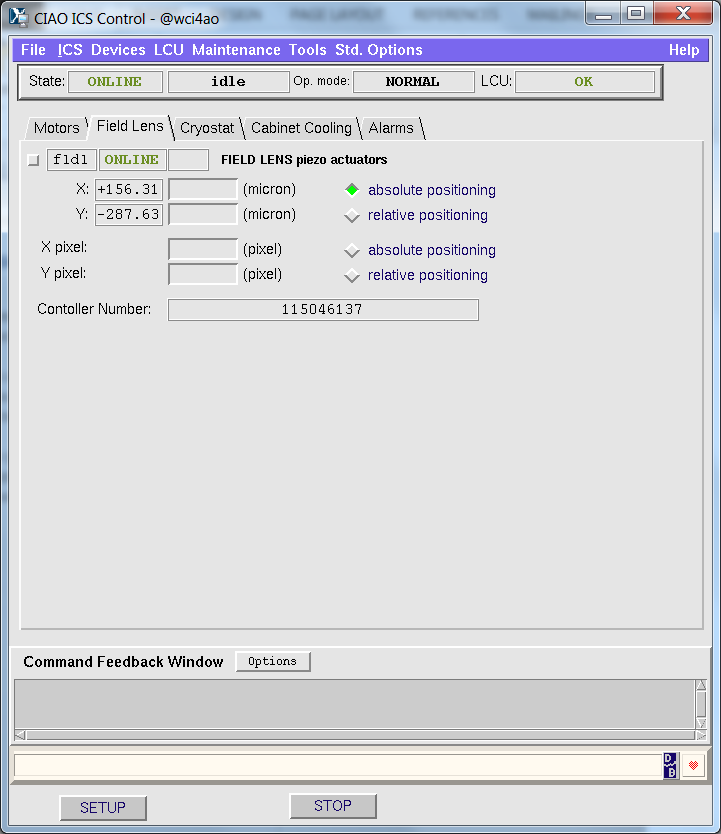 CIAO ICS Control - @wci4ao
File ICS Devices LCU Maintenance Tools Std. Options Help
State: ONLINE idle Op. mode: NORMAL LCU: OK
Motors Field Lens Cryostat Cabinet Cooling Alarms
fld1 ONLINE FIELD LENS piezo actuators
X: +156.31 (micron) absolute positioning
Y: -287.63 (micron) relative positioning
X pixel: (pixel) absolute positioning
Y pixel: (pixel) relative positioning
Contoller Number: 115046137
Command Feedback Window Options
D
B
SETUP STOP